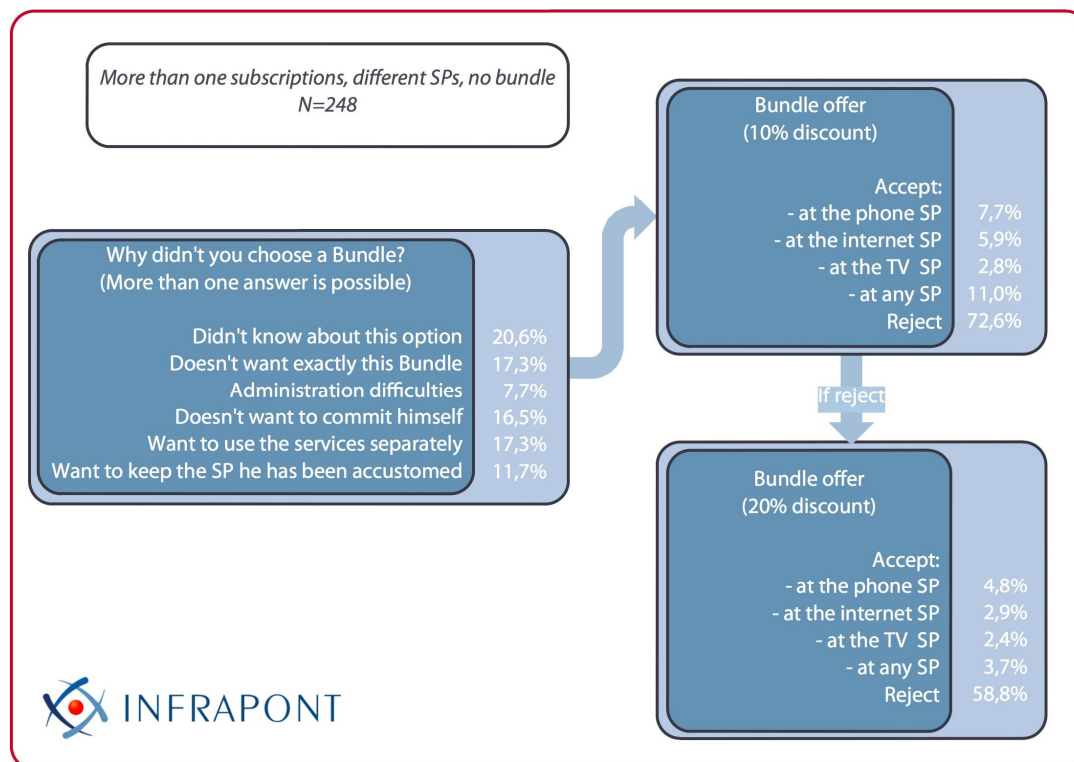 More than one subscriptions, different SPs, no bundle
N=248
Why didn't you choose a Bundle?
(More than one answer is possible)
Didn't know about this option 20,6%
Doesn't want exactly this Bundle 17,3%
Administration difficulties 7,7%
Doesn't want to commit himself 16,5%
Want to use the services separately 17,3%
Want to keep the SP he has been accustomed 11,7%
Bundle offer
(10% discount)
Accept:
- at the phone SP 7,7%
- at the internet SP 5,9%
- at the TV SP 2,8%
- at any SP 11,0%
Reject 72,6%
If reject
Bundle offer
(20% discount)
Accept:
- at the phone SP 4,8%
- at the internet SP 2,9%
- at the TV SP 2,4%
- at any SP 3,7%
Reject 58,8%
INFRAPONT